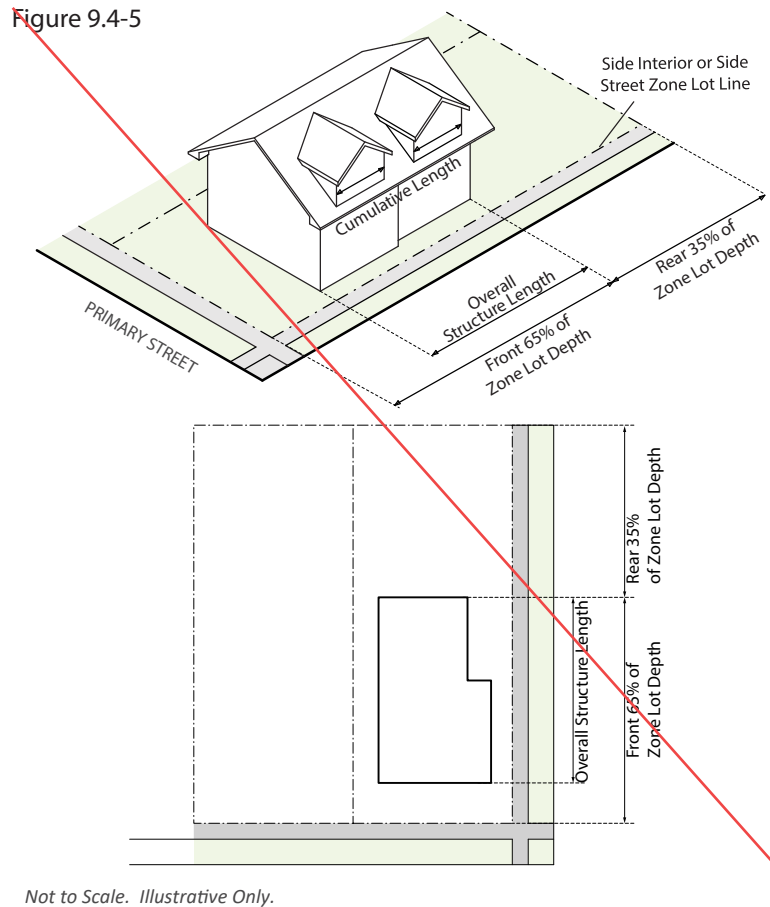 Figure 9.4-5
Side Interior or Side
Street Zone Lot Line
Cumulative Length
Rear 35% of
Zone Lot Depth
Overall
Structure Length
Front 65% of
Zone Lot Depth
PRIMARY STREET
Rear 35%
of Zone Lot Depth
Overall Structure Length
Front 65% of
Zone Lot Depth
Not to Scale.  Illustrative Only.